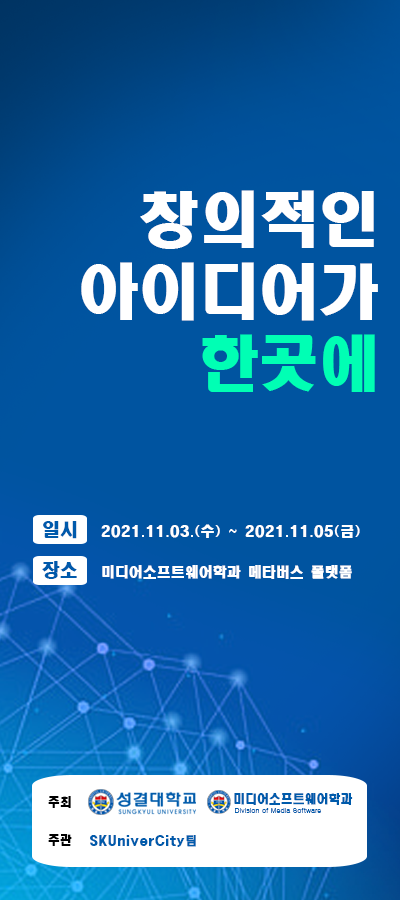 창의적인
아이디어가
한곳에
일시 2021.11.03.(수) ~ 2021.11.05(금)
장소 미디어소프트웨어학과 메타버스 플랫폼
주최 성결대학교 미디어소프트웨어학과
SUNGKYUL UNIVERSITY Division of Media Software
주관 SKUniverCity팀